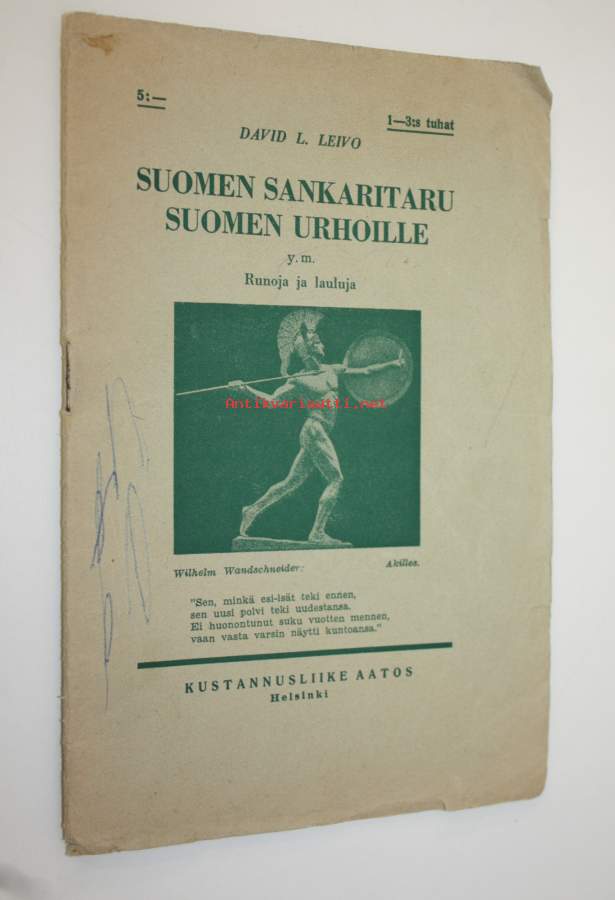 5:—
1—3:s tuhat
DAVID L. LEIVO
SUOMEN SANKARITARU
SUOMEN URHOILLE
y. m.
Runoja ja lauluja
Antikvariaatti.net
Wilhelm Wandschneider: Akilles.
"Sen, minkä esi-isät teki ennen,
sen uusi polvi teki uudestansa.
Ei huonontunut suku vuotten mennen,
vaan vasta varsin näytti kuntoansa."
KUSTANNUSLIIKE AATOS
Helsinki